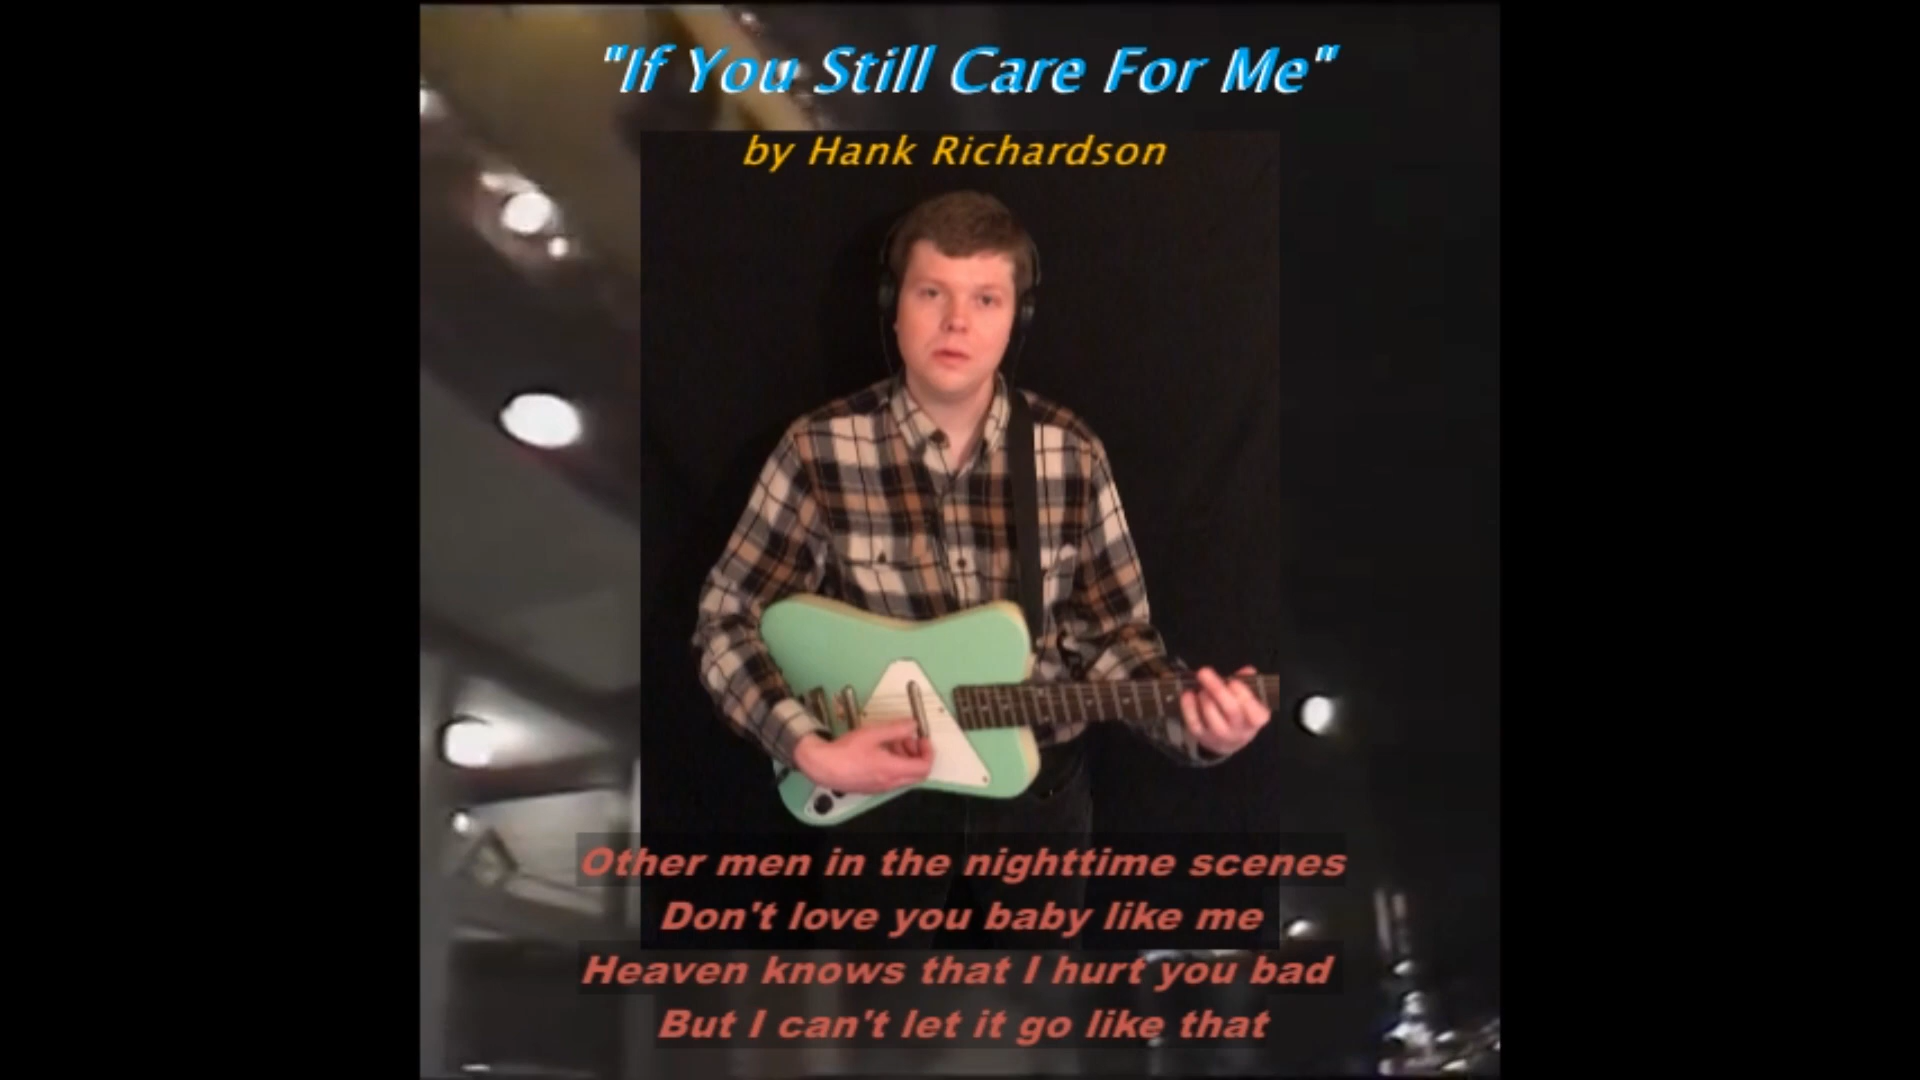 "If You Still Care For Me"
by Hank Richardson
Other men in the nighttime scenes
Don't love you baby like me
Heaven knows that I hurt you bad
But I can't let it go like that